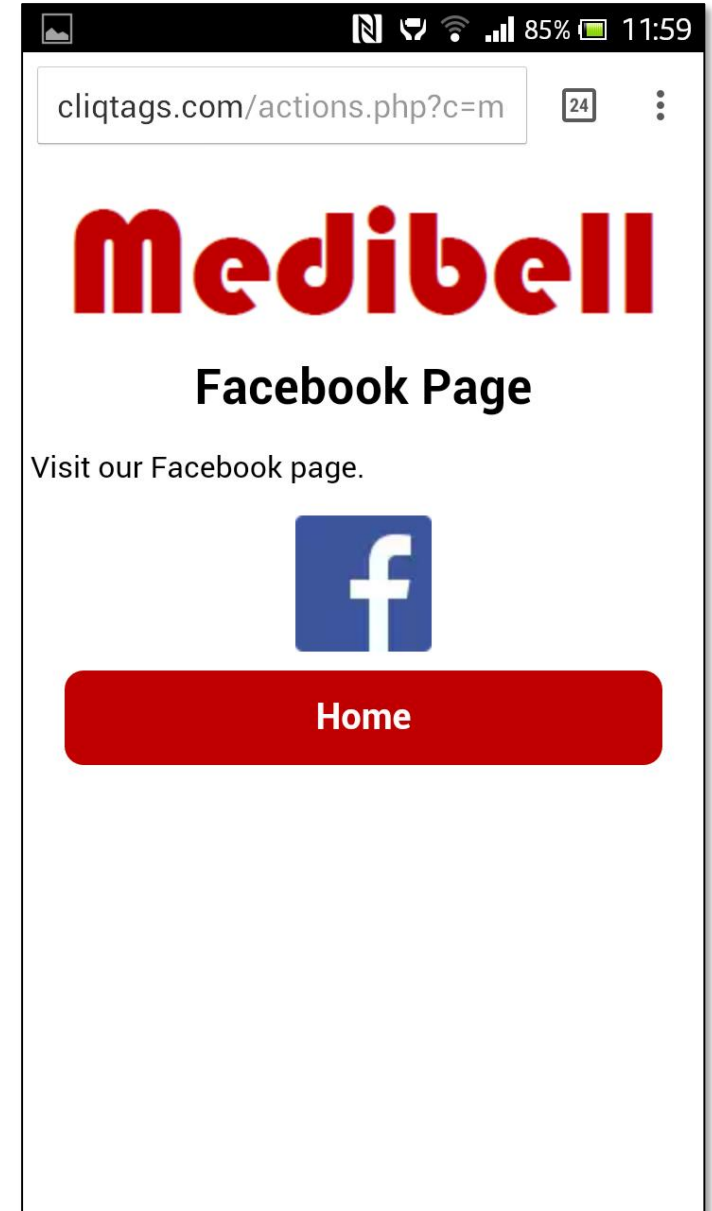 85% 11:59
cliqtags.com/actions.php?c=m 24
Medibell
Facebook Page
Visit our Facebook page.
f
Home